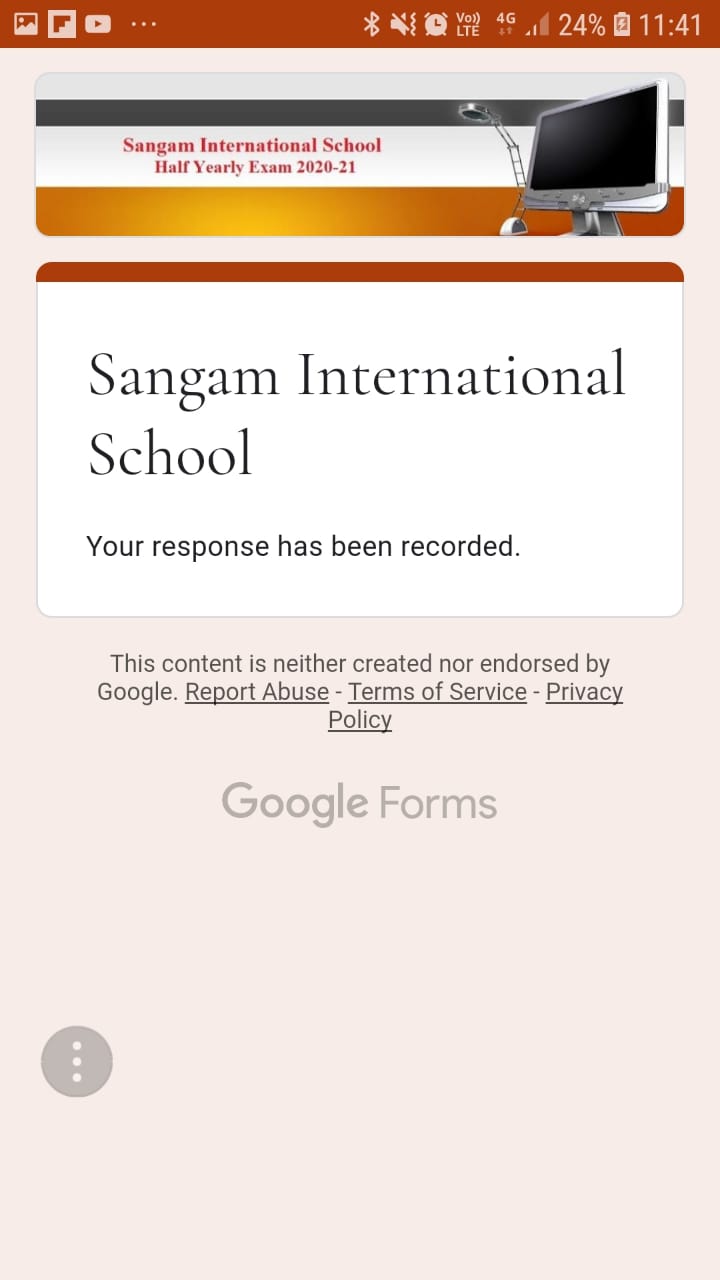 Vo)) LTE 4G 24% 11:41
Sangam International School
Half Yearly Exam 2020-21
Sangam International
School
Your response has been recorded.
This content is neither created nor endorsed by
Google. Report Abuse - Terms of Service - Privacy
Policy
Google Forms